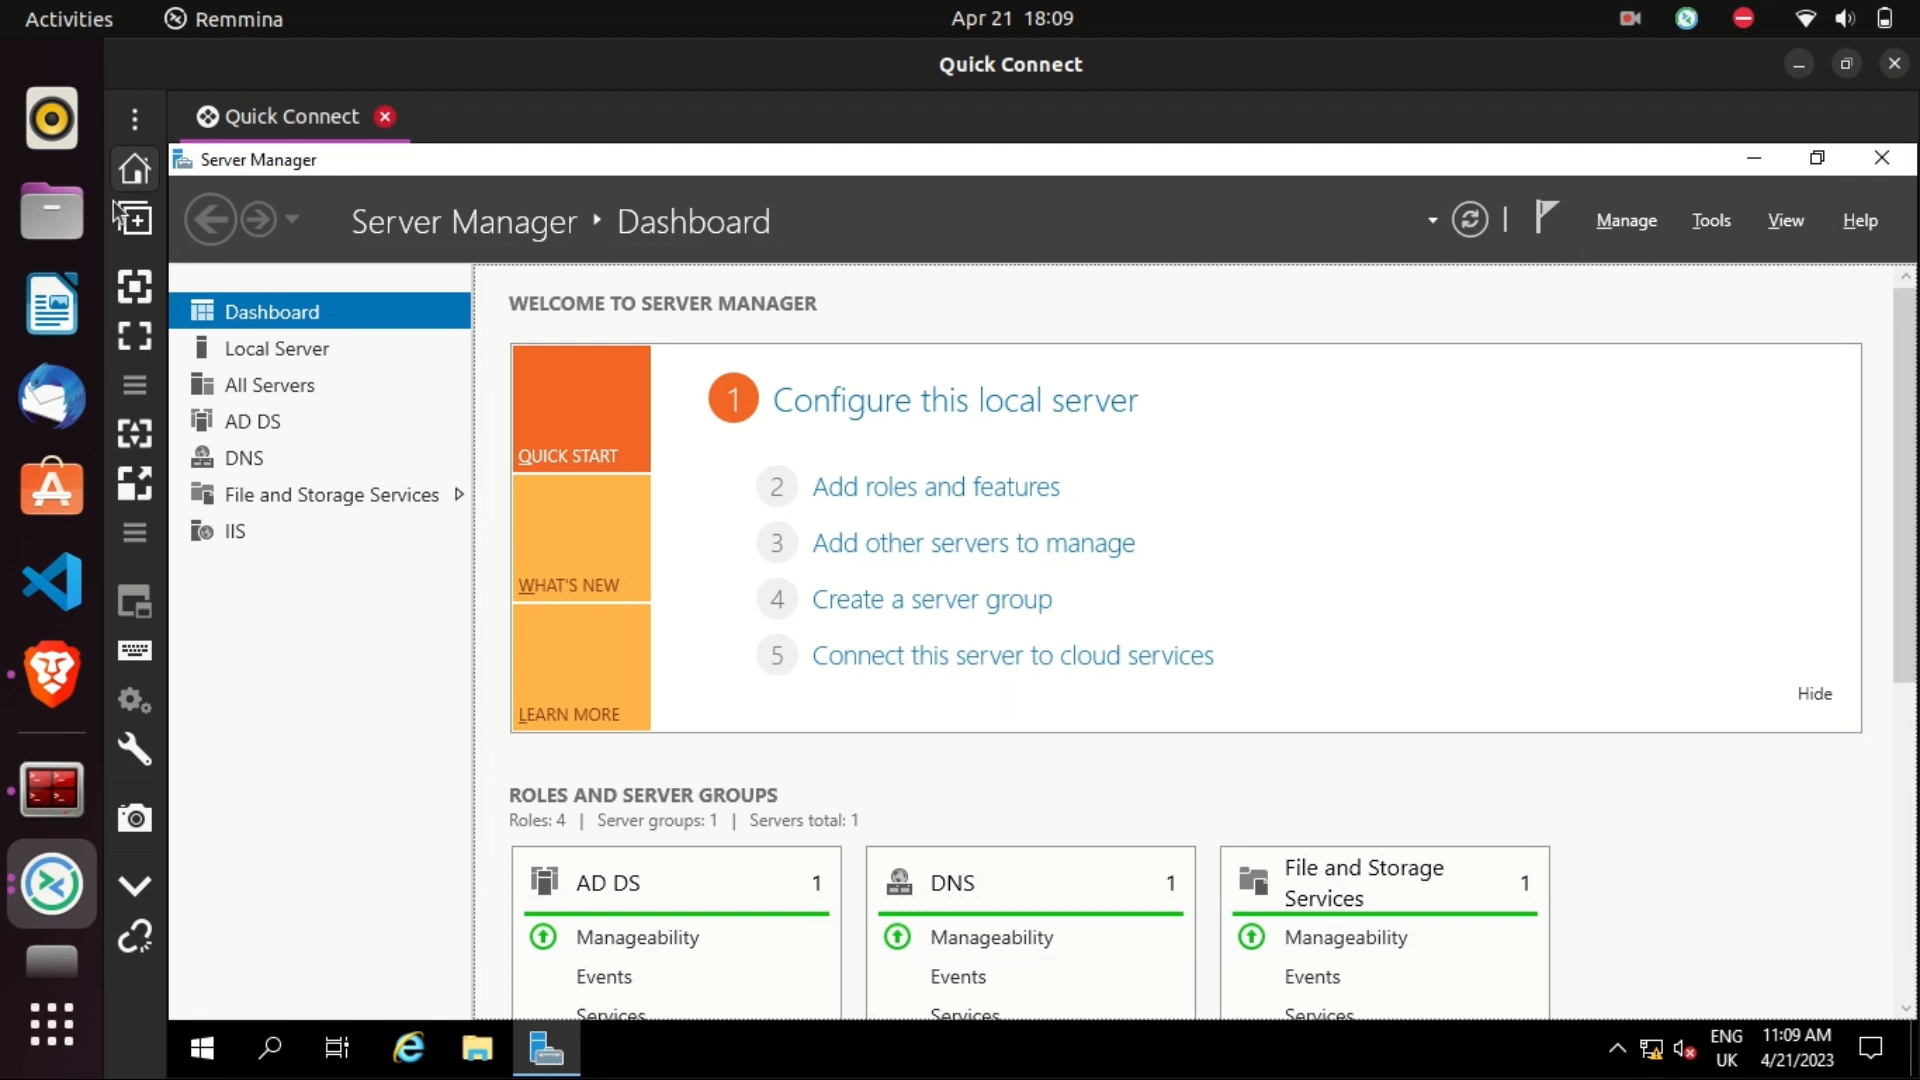 Activities
Remmina
Apr 21 18:09
Quick Connect
Quick Connect
Server Manager
Server Manager
Dashboard
Manage
Tools
View
Help
Dashboard
Local Server
All Servers
AD DS
DNS
File and Storage Services
IIS
WELCOME TO SERVER MANAGER
QUICK START
WHAT'S NEW
LEARN MORE
1 Configure this local server
2 Add roles and features
3 Add other servers to manage
4 Create a server group
5 Connect this server to cloud services
Hide
ROLES AND SERVER GROUPS
Roles: 4 | Server groups: 1 | Servers total: 1
AD DS 1
Manageability
Events
Services
DNS 1
Manageability
Events
Services
File and Storage
Services 1
Manageability
Events
Services
ENG
UK
11:09 AM
4/21/2023